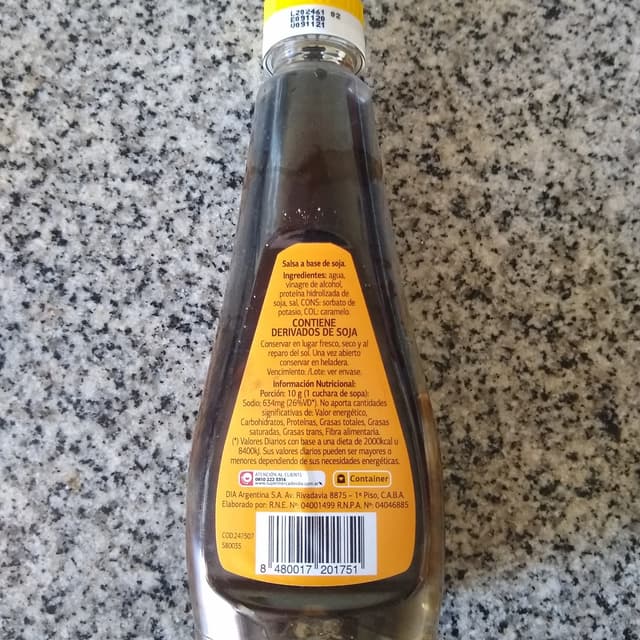 L202461 02
E091120
V091121
Salsa a base de soja.
Ingredientes: agua,
vinagre de alcohol,
proteína hidrolizada de
soja, sal, CONS: sorbato de
potasio, COL: caramelo.
CONTIENE
DERIVADOS DE SOJA
Conservar en lugar fresco, seco y al
reparo del sol. Una vez abierto
conservar en heladera.
Vencimiento: /Lote: ver envase.
Información Nutricional:
Porción: 10 g (1 cuchara de sopa):
Sodio: 634mg (26%VD*). No aporta cantidades
significativas de: Valor energético,
Carbohidratos, Proteínas, Grasas totales, Grasas
saturadas, Grasas trans, Fibra alimentaria.
(*) Valores Diarios con base a una dieta de 2000kcal u
8400kJ. Sus valores diarios pueden ser mayores o
menores dependiendo de sus necesidades energéticas.
ATENCIÓN AL CLIENTE
0810 222 5314
Container
DIA Argentina S.A. Av. Rivadavia 8875 – 1º Piso, C.A.B.A.
Elaborado por: R.N.E. Nº 04001499 R.N.P.A. Nº 04046885
COD:247507
580035
8 480017 201751